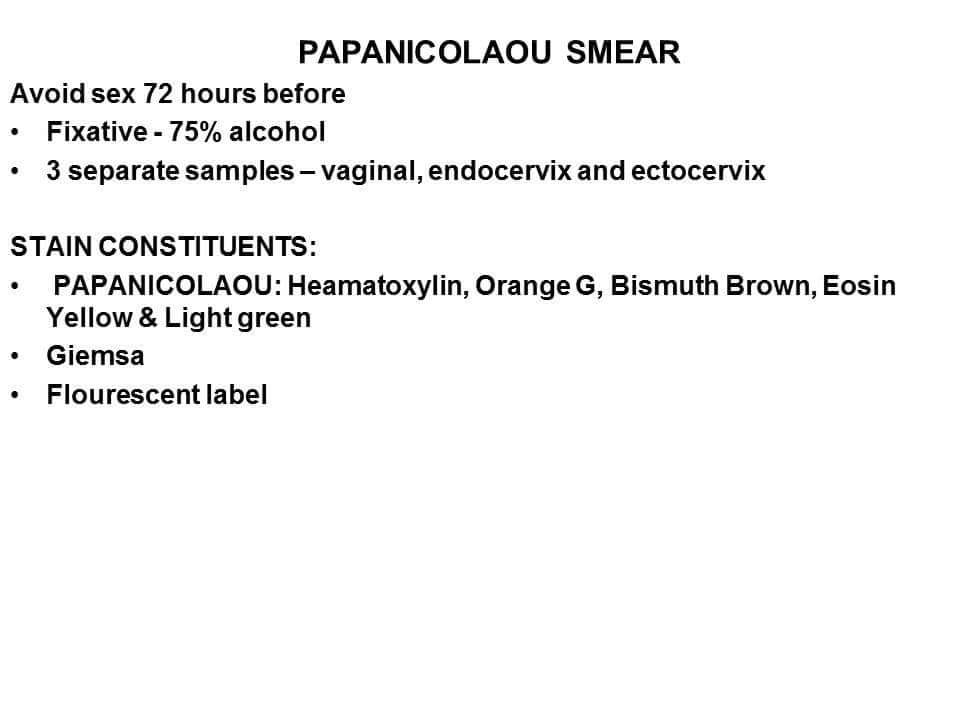 PAPANICOLAOU SMEAR
Avoid sex 72 hours before
• Fixative - 75% alcohol
• 3 separate samples – vaginal, endocervix and ectocervix
STAIN CONSTITUENTS:
• PAPANICOLAOU: Heamatoxylin, Orange G, Bismuth Brown, Eosin
Yellow & Light green
• Giemsa
• Flourescent label